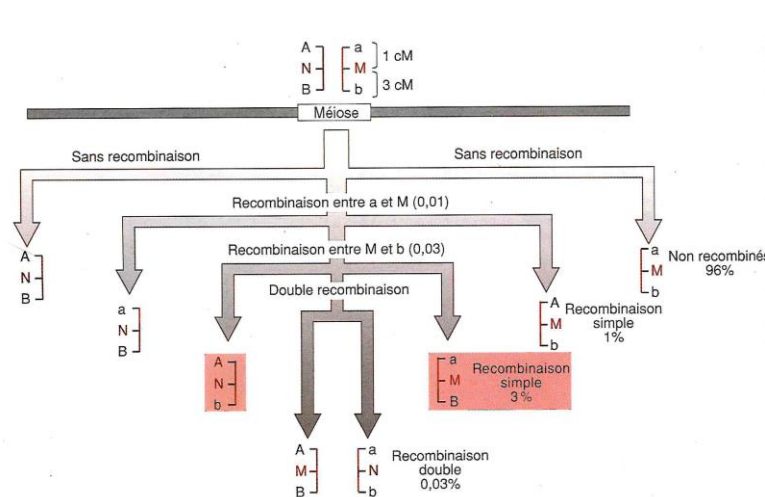 A a
1 cM
N M
3 cM
B b
Méiose
Sans recombinaison Sans recombinaison
Recombinaison entre a et M (0,01)
Recombinaison entre M et b (0,03)
Double recombinaison
A
N
B
a
N
B
A
N
b
A
M
B
a
N
b
Recombinaison
double
0,03%
a
M
B
Recombinaison
simple
3%
A
M
b
Recombinaison
simple
1%
a
M
b
Non recombinés
96%